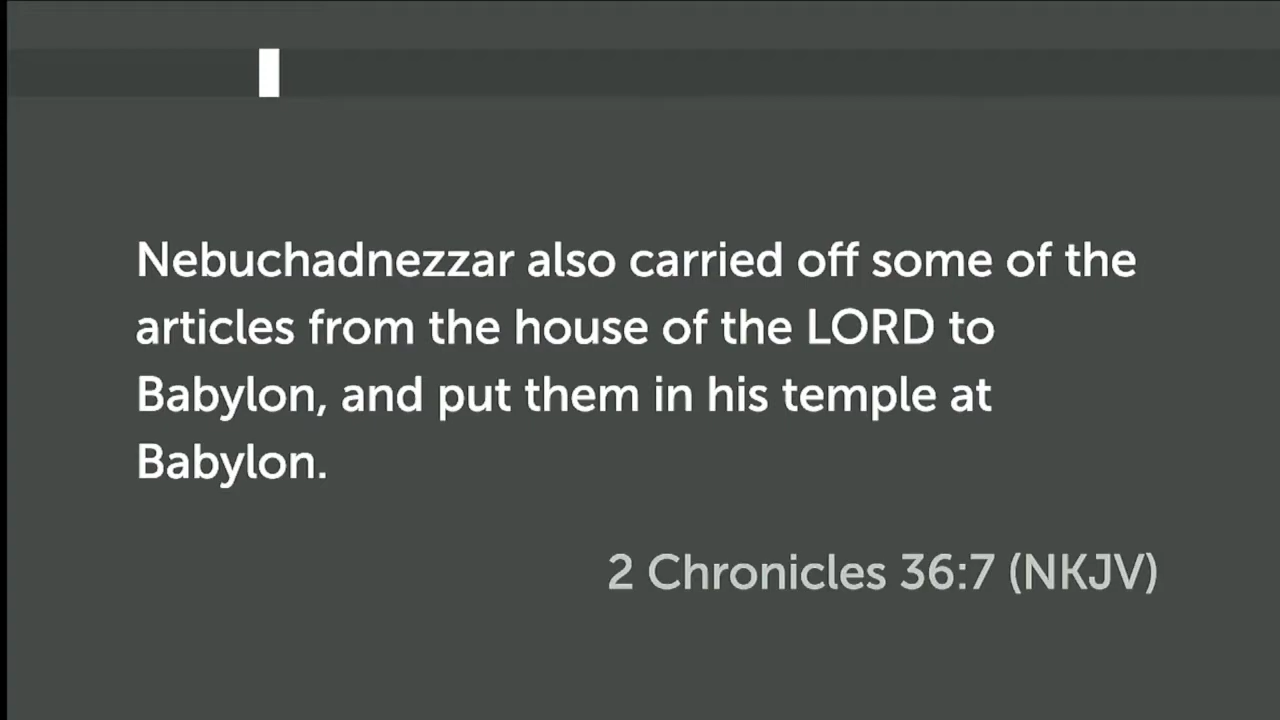 Nebuchadnezzar also carried off some of the
articles from the house of the LORD to
Babylon, and put them in his temple at
Babylon.
2 Chronicles 36:7 (NKJV)